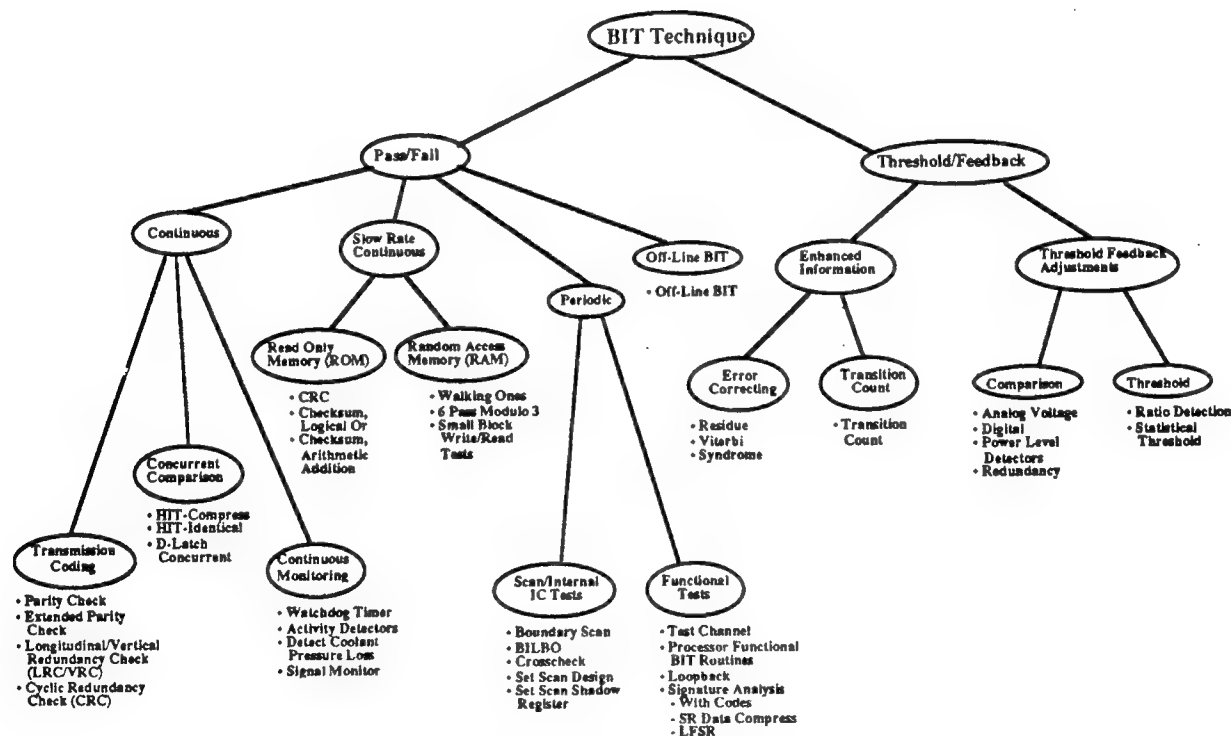 BIT Technique
Pass/Fail
Threshold/Feedback
Continuous
Slow Rate
Continuous
Off-Line BIT
• Off-Line BIT
Periodic
Enhanced
Information
Threshold Feedback
Adjustments
Read Only
Memory (ROM)
• CRC
• Checksum,
Logical Or
• Checksum,
Arithmetic
Addition
Random Access
Memory (RAM)
• Walking Ones
• 6 Pass Modulo 3
• Small Block
Write/Read
Tests
Error
Correcting
• Residue
• Viterbi
• Syndrome
Transition
Count
• Transition
Count
Comparison
• Analog Voltage
• Digital
• Power Level
Detectors
• Redundancy
Threshold
• Ratio Detection
• Statistical
Threshold
Concurrent
Comparison
• HIT-Compress
• HIT-Identical
• D-Latch
Concurrent
Transmission
Coding
• Parity Check
• Extended Parity
Check
• Longitudinal/Vertical
Redundancy Check
(LRC/VRC)
• Cyclic Redundancy
Check (CRC)
Continuous
Monitoring
• Watchdog Timer
• Activity Detectors
• Detect Coolant
Pressure Loss
• Signal Monitor
Scan/Internal
IC Tests
• Boundary Scan
• BILBO
• Crosscheck
• Set Scan Design
• Set Scan Shadow
Register
Functional
Tests
• Test Channel
• Processor Functional
BIT Routines
• Loopback
• Signature Analysis
- With Codes
- SR Data Compress
- LFSR